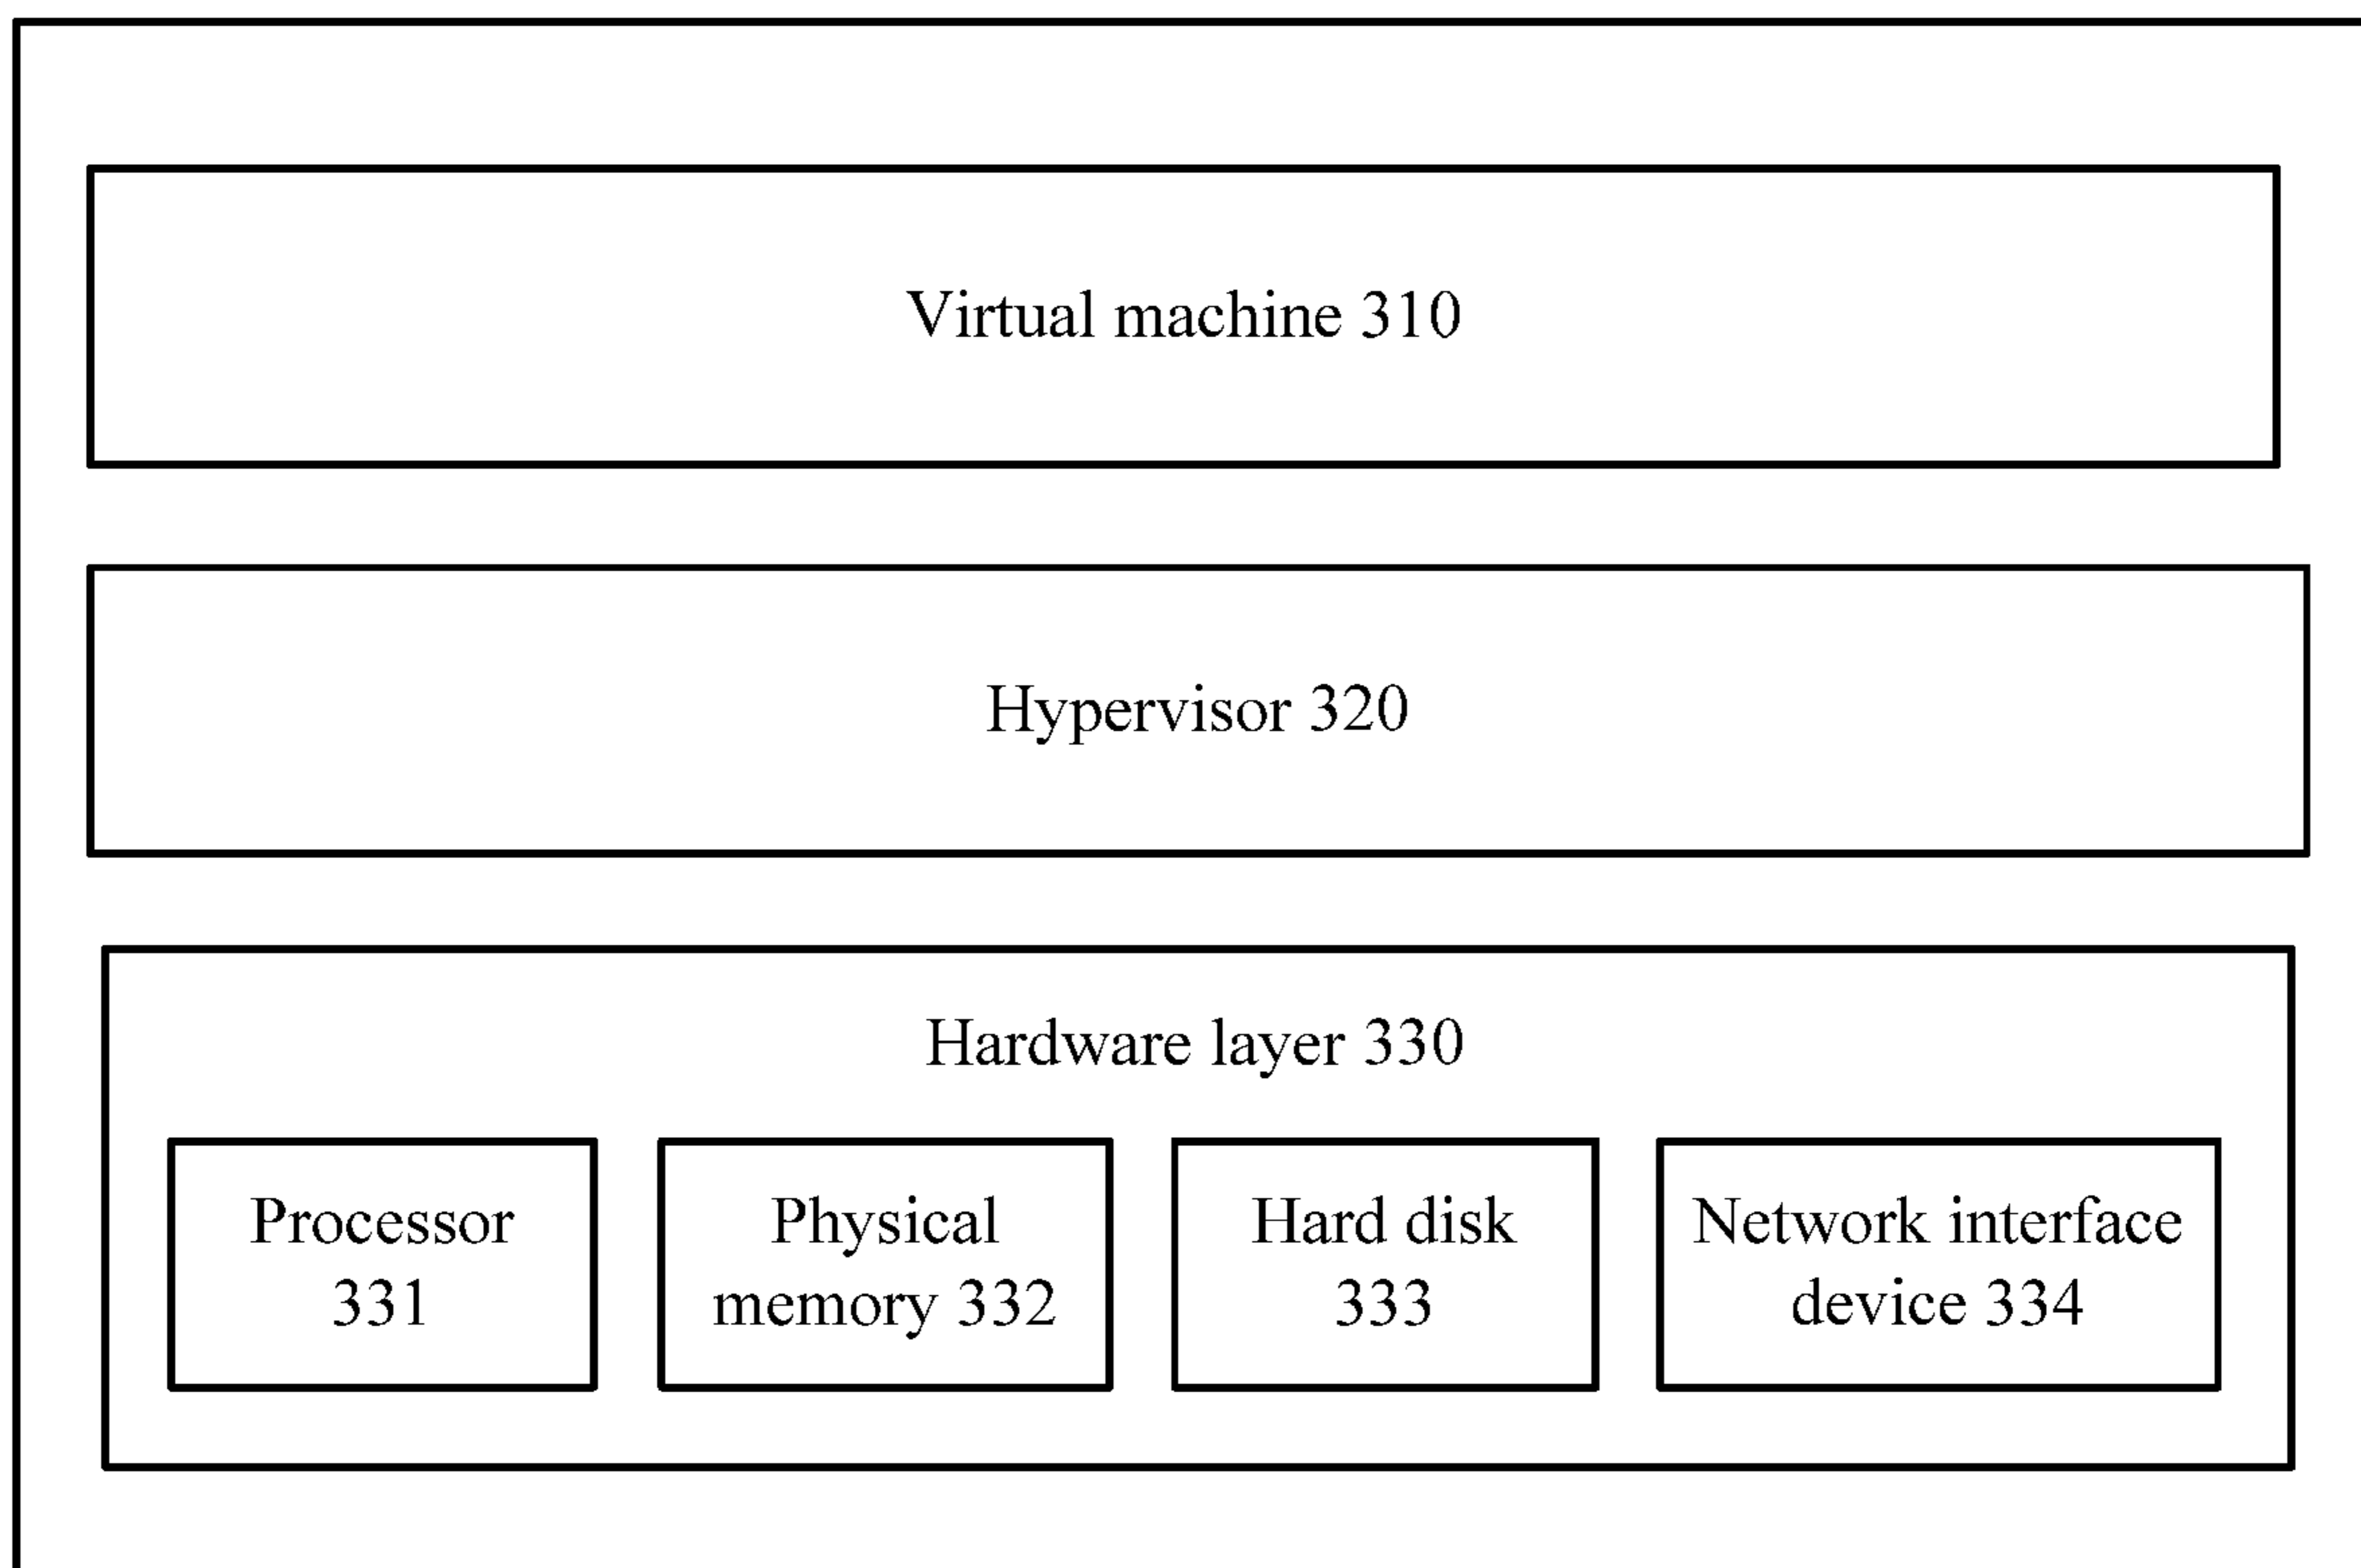 Virtual machine 310
Hypervisor 320
Hardware layer 330
Processor
331
Physical
memory 332
Hard disk
333
Network interface
device 334